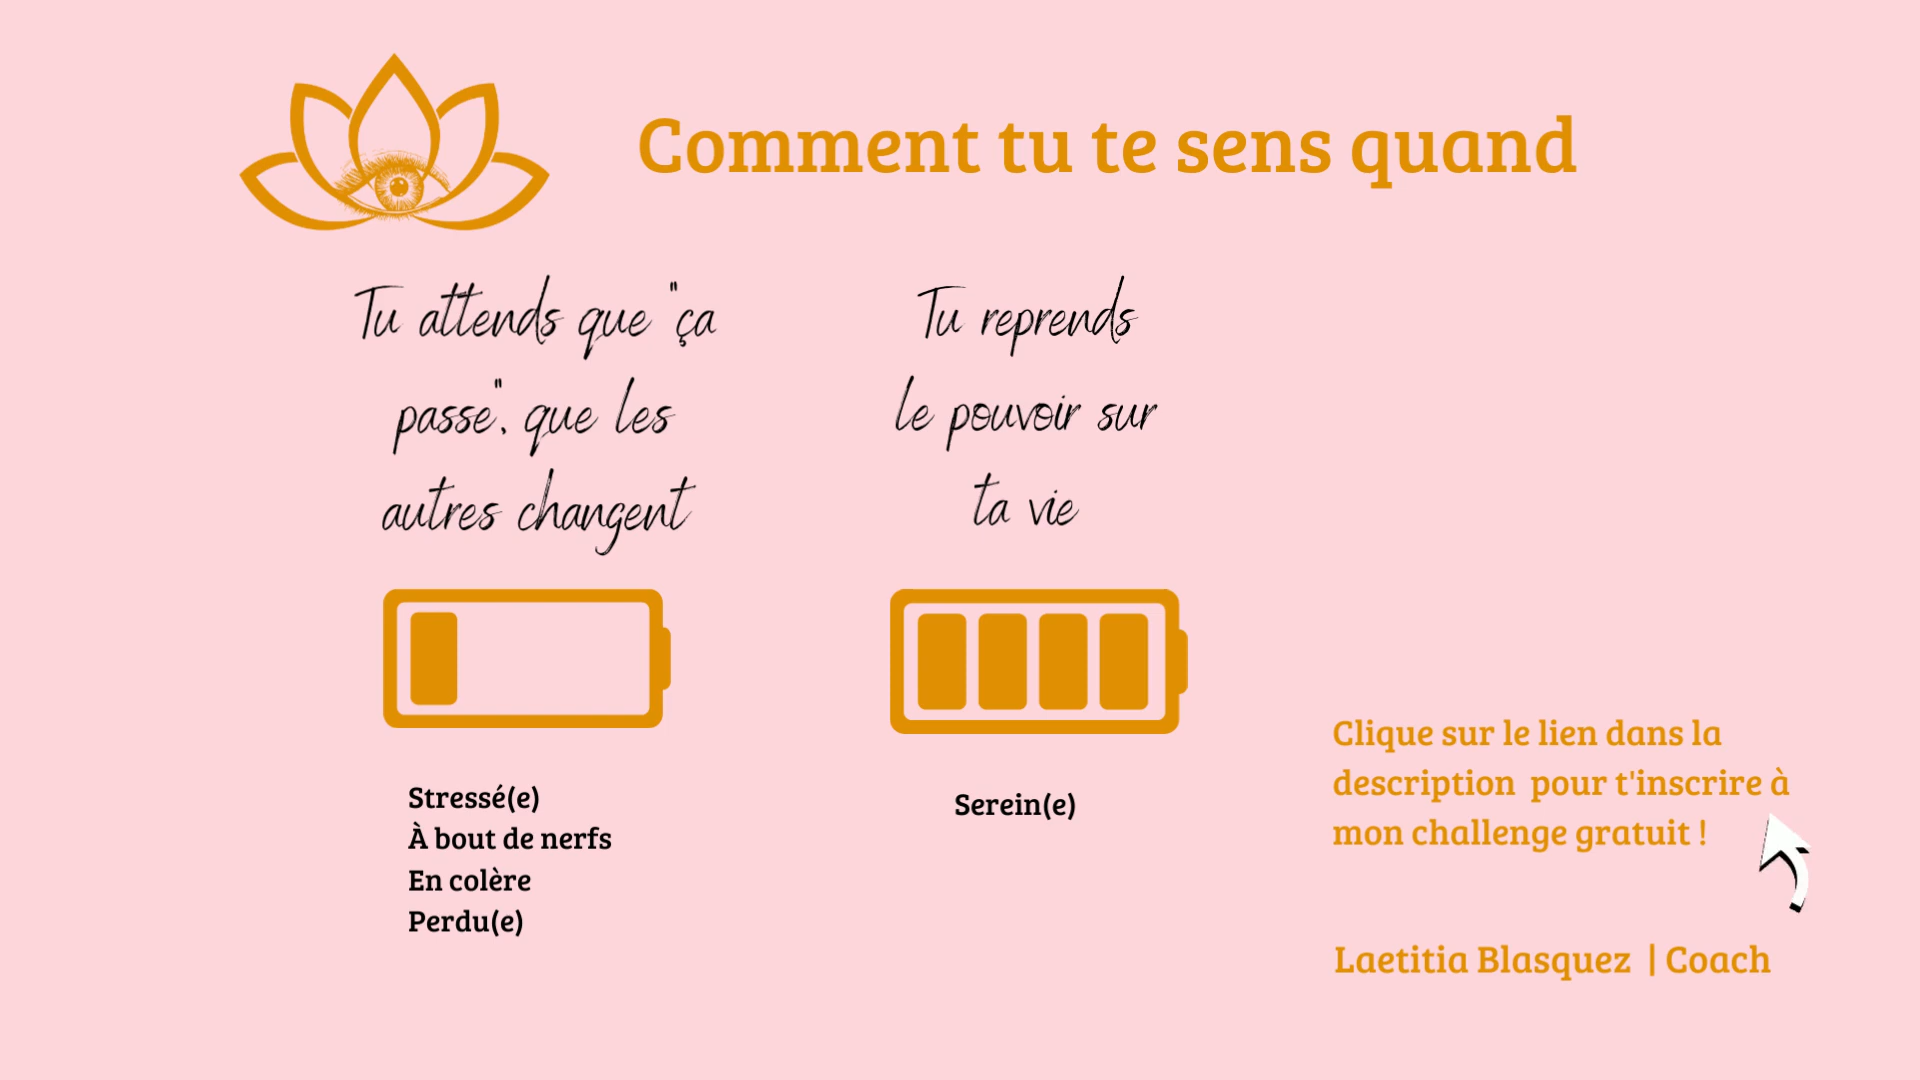 Comment tu te sens quand
Tu attends que "ça
passe", que les
autres changent
Tu reprends
le pouvoir sur
ta vie
Stressé(e)
À bout de nerfs
En colère
Perdu(e)
Serein(e)
Clique sur le lien dans la
description pour t'inscrire à
mon challenge gratuit !
Laetitia Blasquez | Coach